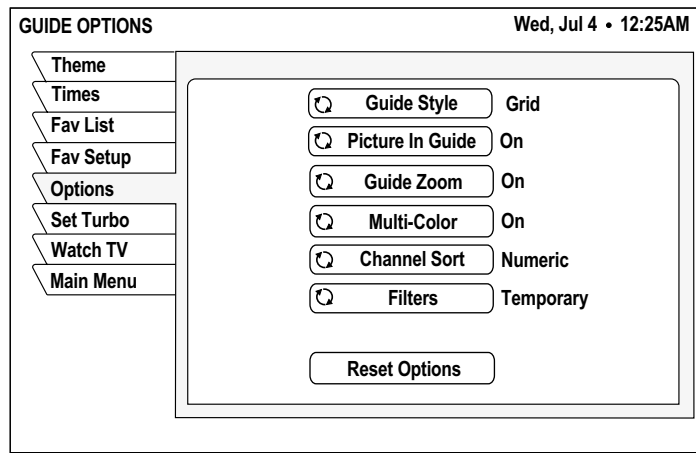 GUIDE OPTIONS Wed, Jul 4 • 12:25AM
Theme
Times
Fav List
Fav Setup
Options
Set Turbo
Watch TV
Main Menu
Guide Style Grid
Picture In Guide On
Guide Zoom On
Multi-Color On
Channel Sort Numeric
Filters Temporary
Reset Options